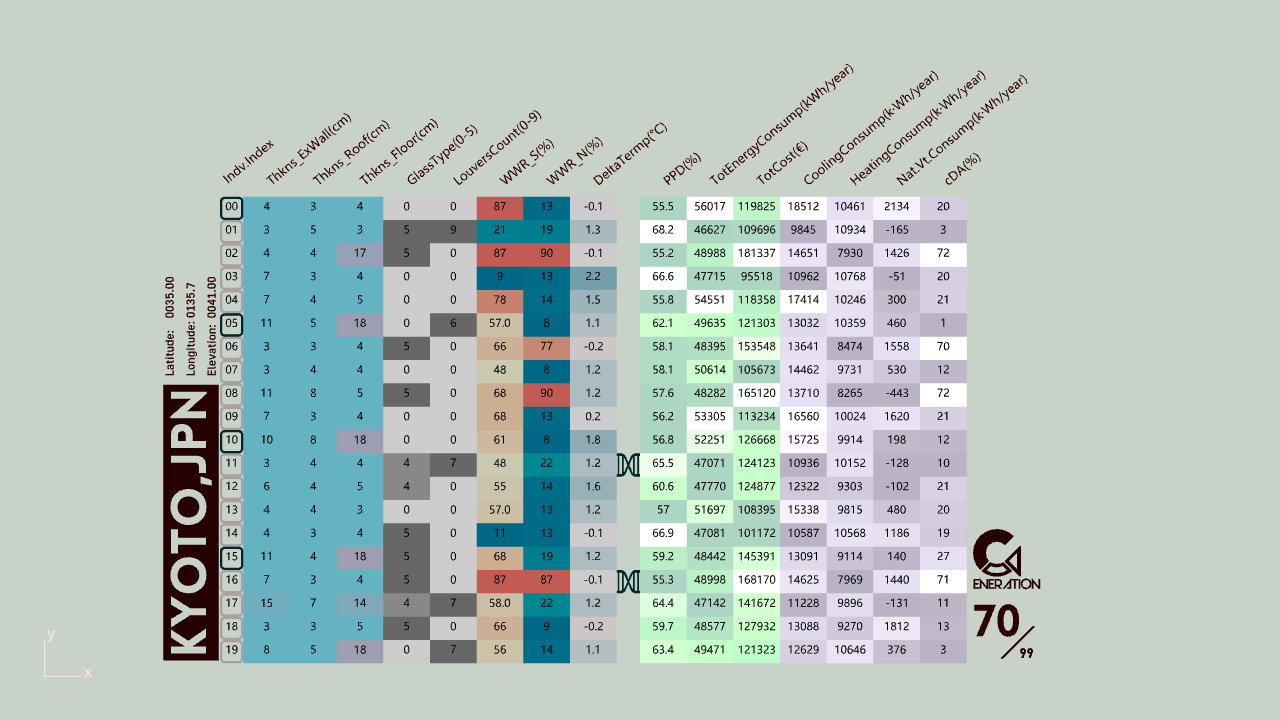 Indv.Index Thkns_ExWall(cm) Thkns_Roof(cm) Thkns_Floor(cm) GlassType(0-5) LouversCount(0-9) WWR_S(%) WWR_N(%) DeltaTermp(°C) PPD(%) TotEnergyConsump(kWh/year) TotCost(€) CoolingConsump(k·Wh/year) HeatingConsump(k·Wh/year) Nat.Vt.Consump(k·Wh/year) cDA(%)
00 4 3 4 0 0 87 13 -0.1 55.5 56017 119825 18512 10461 2134 20
01 3 5 3 5 9 21 19 1.3 68.2 46627 109696 9845 10934 -165 3
02 4 4 17 5 0 87 90 -0.1 55.2 48988 181337 14651 7930 1426 72
03 7 3 4 0 0 9 13 2.2 66.6 47715 95518 10962 10768 -51 20
04 7 4 5 0 0 78 14 1.5 55.8 54551 118358 17414 10246 300 21
05 11 5 18 0 6 57.0 8 1.1 62.1 49635 121303 13032 10359 460 1
06 3 3 4 5 0 66 77 -0.2 58.1 48395 153548 13641 8474 1558 70
07 3 4 4 0 0 48 8 1.2 58.1 50614 105673 14462 9731 530 12
08 11 8 5 5 0 68 90 1.2 57.6 48282 165120 13710 8265 -443 72
09 7 3 4 0 0 68 13 0.2 56.2 53305 113234 16560 10024 1620 21
10 10 8 18 0 0 61 8 1.8 56.8 52251 126668 15725 9914 198 12
11 3 4 4 4 7 48 22 1.2 65.5 47071 124123 10936 10152 -128 10
12 6 4 5 4 0 55 14 1.6 60.6 47770 124877 12322 9303 -102 21
13 4 4 3 0 0 57.0 13 1.2 57 51697 108395 15338 9815 480 20
14 4 3 4 5 0 11 13 -0.1 66.9 47081 101172 10587 10568 1186 19
15 11 4 18 5 0 68 19 1.2 59.2 48442 145391 13091 9114 140 27
16 7 3 4 5 0 87 87 -0.1 55.3 48998 168170 14625 7969 1440 71
17 15 7 14 4 7 58.0 22 1.2 64.4 47142 141672 11228 9896 -131 11
18 3 3 5 5 0 66 9 -0.2 59.7 48577 127932 13088 9270 1812 13
19 8 5 18 0 7 56 14 1.1 63.4 49471 121323 12629 10646 376 3
Latitude: 0035.00
Longitude: 0135.7
Elevation: 0041.00
KYOTO,JPN
ENERATION
70/99
y
x